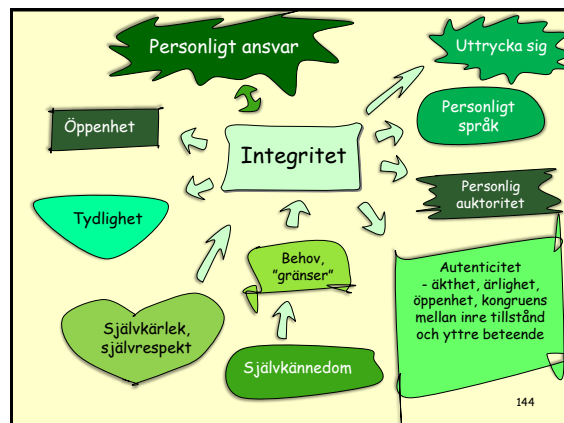 Personligt ansvar
Uttrycka sig
Öppenhet
Personligt
språk
Integritet
Personlig
auktoritet
Tydlighet
Behov,
"gränser"
Autenticitet
- äkthet, ärlighet,
öppenhet, kongruens
mellan inre tillstånd
och yttre beteende
Självkärlek,
självrespekt
Självkännedom
144